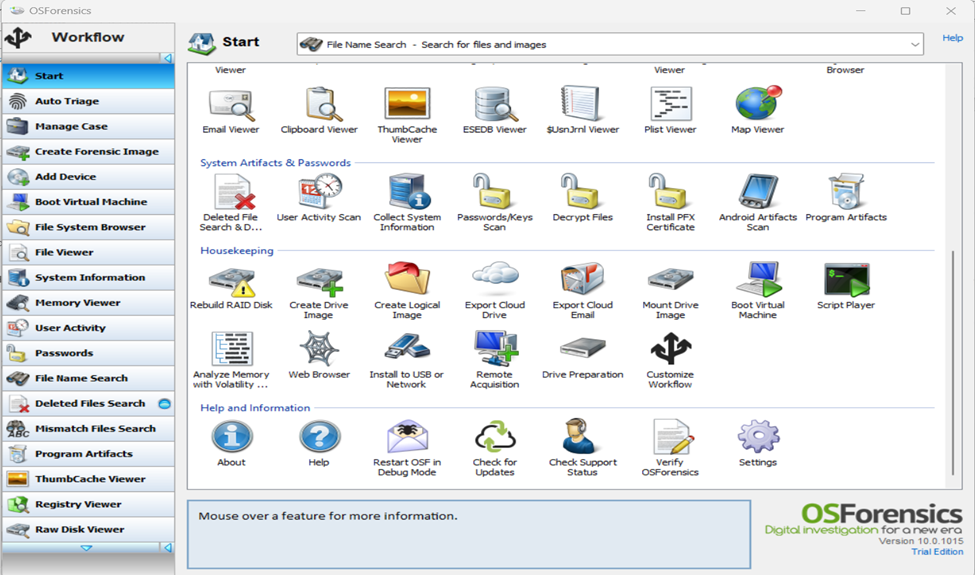 OSForensics
Workflow
Start
Auto Triage
Manage Case
Create Forensic Image
Add Device
Boot Virtual Machine
File System Browser
File Viewer
System Information
Memory Viewer
User Activity
Passwords
File Name Search
Deleted Files Search
Mismatch Files Search
Program Artifacts
ThumbCache Viewer
Registry Viewer
Raw Disk Viewer
Start
File Name Search - Search for files and images
Help
Viewer Viewer Browser
Email Viewer Clipboard Viewer ThumbCache ESEDB Viewer $UsnJrnl Viewer Plist Viewer Map Viewer
Viewer
System Artifacts & Passwords
Deleted File User Activity Scan Collect System Passwords/Keys Decrypt Files Install PFX Android Artifacts Program Artifacts
Search & D... Information Scan Certificate Scan
Housekeeping
Rebuild RAID Disk Create Drive Create Logical Export Cloud Export Cloud Mount Drive Boot Virtual Script Player
Image Image Drive Email Image Machine
Analyze Memory Web Browser Install to USB or Remote Drive Preparation Customize
with Volatility ... Network Acquisition Workflow
Help and Information
About Help Restart OSF in Check for Check Support Verify Settings
Debug Mode Updates Status OSForensics
Mouse over a feature for more information.
OSForensics
Digital investigation for a new era
Version 10.0.1015
Trial Edition